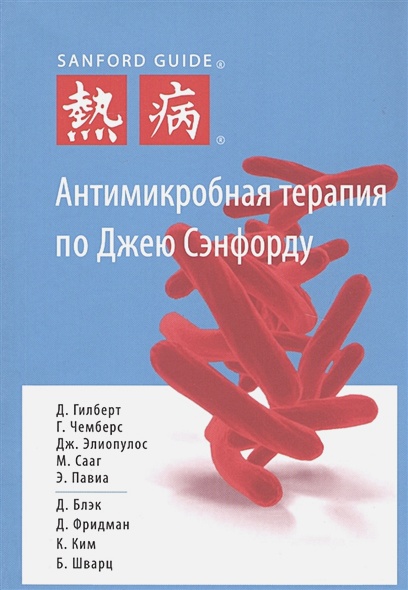 SANFORD GUIDE®
熱病®
Антимикробная терапия
по Джею Сэнфорду
Д. Гилберт
Г. Чемберс
Дж. Элиопулос
М. Сааг
Э. Павиа
Д. Блэк
Д. Фридман
К. Ким
Б. Шварц